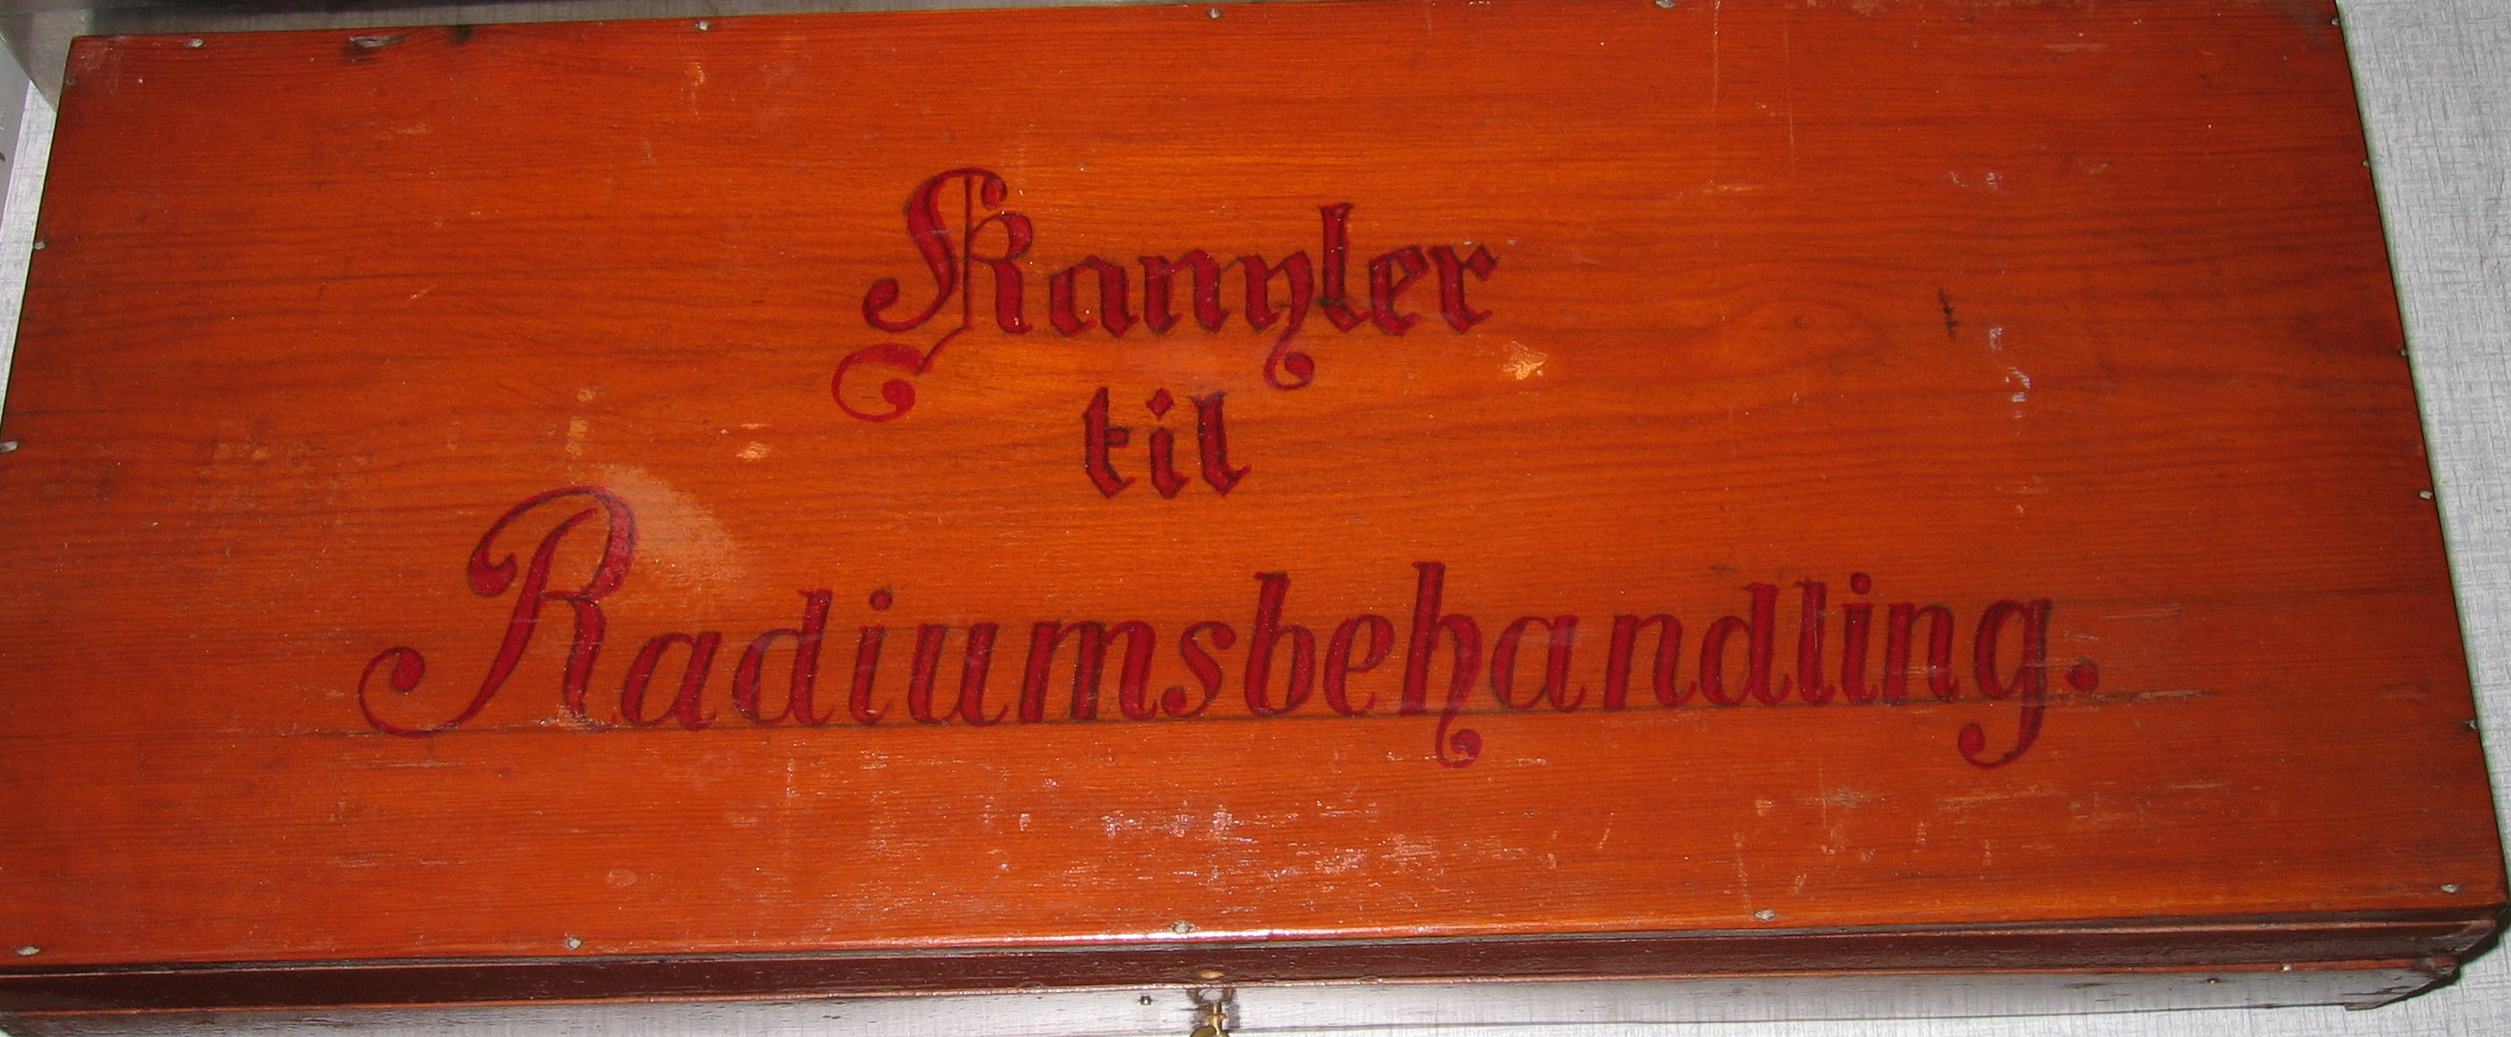 Kanyler
til
Radiumsbehandling.